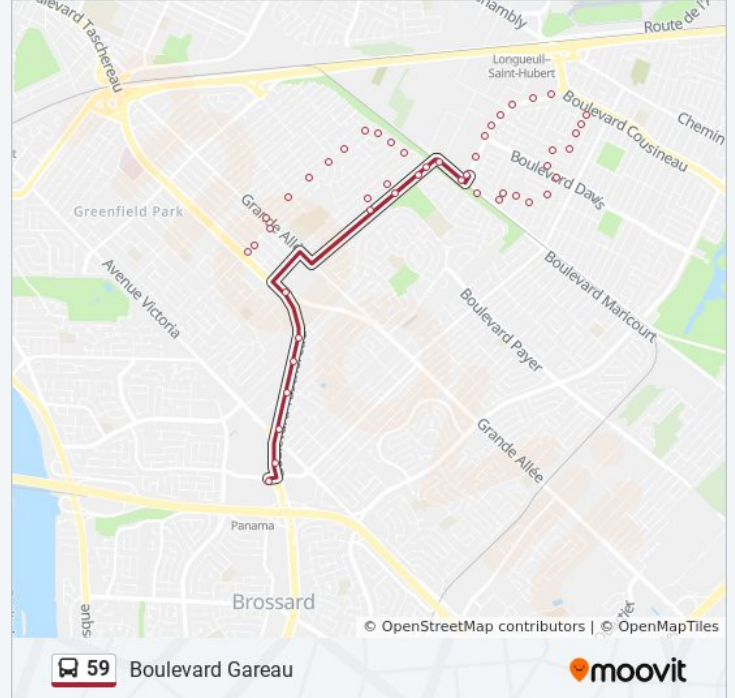 Boulevard Taschereau
Route de l'
Longueuil–
Saint-Hubert
Boulevard Cousineau
Chemin
Boulevard Davis
Greenfield Park
Grande Allée
Avenue Victoria
Boulevard Maricourt
Boulevard Payer
Grande Allée
Panama
Brossard
© OpenStreetMap contributors | © OpenMapTiles
59 Boulevard Gareau
moovit